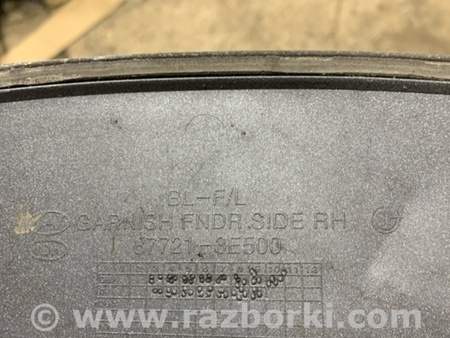 BL-F/L
GARNISH FNDR.SIDE RH
87721-3E500
www.razborki.com